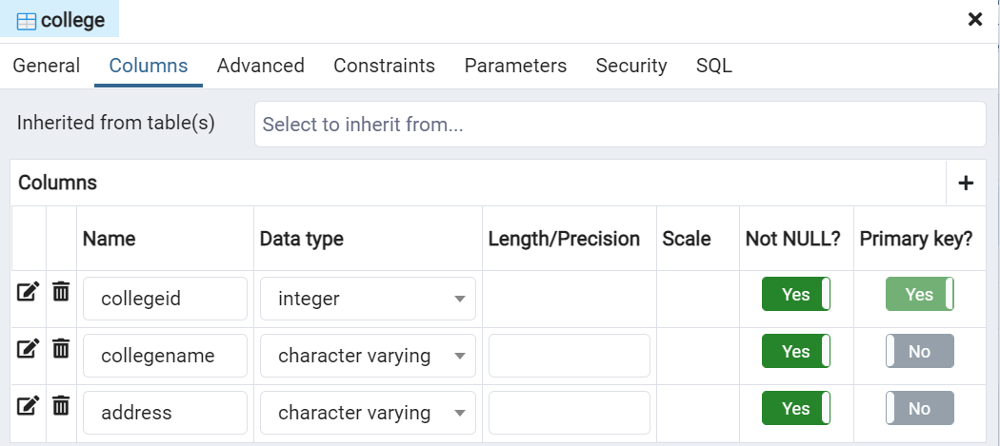 college
General Columns Advanced Constraints Parameters Security SQL
Inherited from table(s) Select to inherit from...
Columns
Name Data type Length/Precision Scale Not NULL? Primary key?
collegeid integer Yes Yes
collegename character varying Yes No
address character varying Yes No